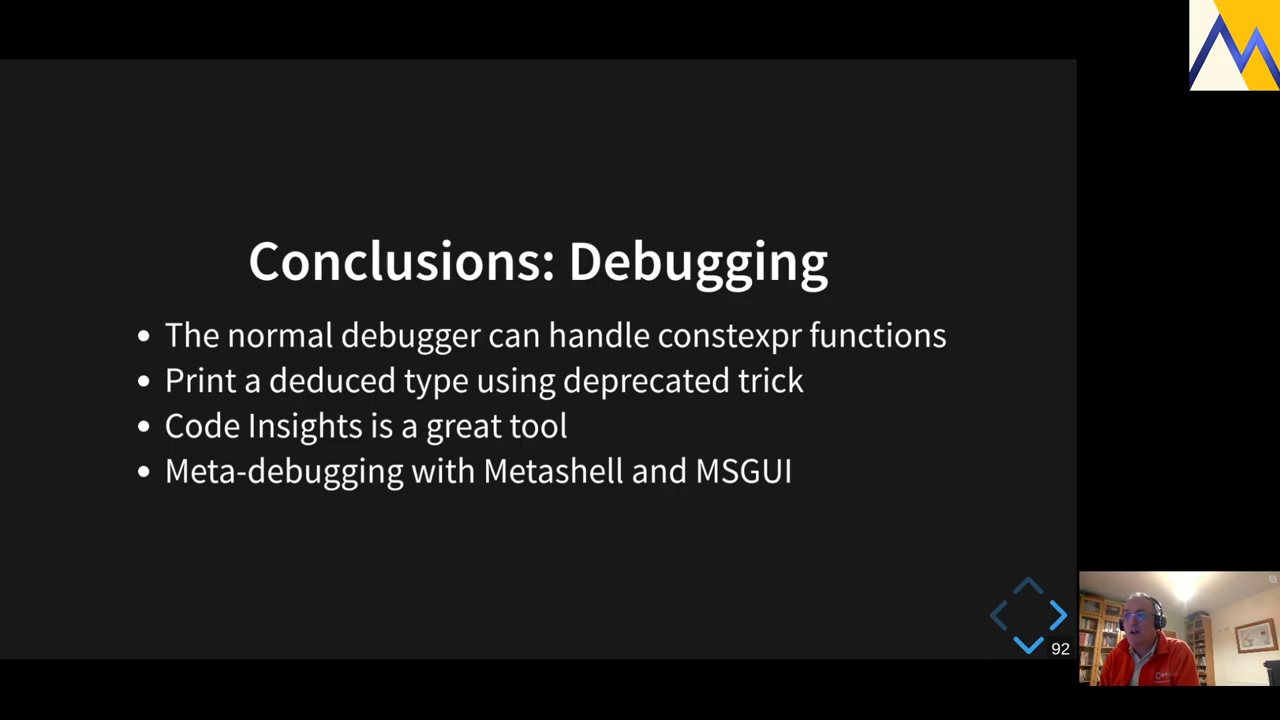 Conclusions: Debugging
The normal debugger can handle constexpr functions
Print a deduced type using deprecated trick
Code Insights is a great tool
Meta-debugging with Metashell and MSGUI
92